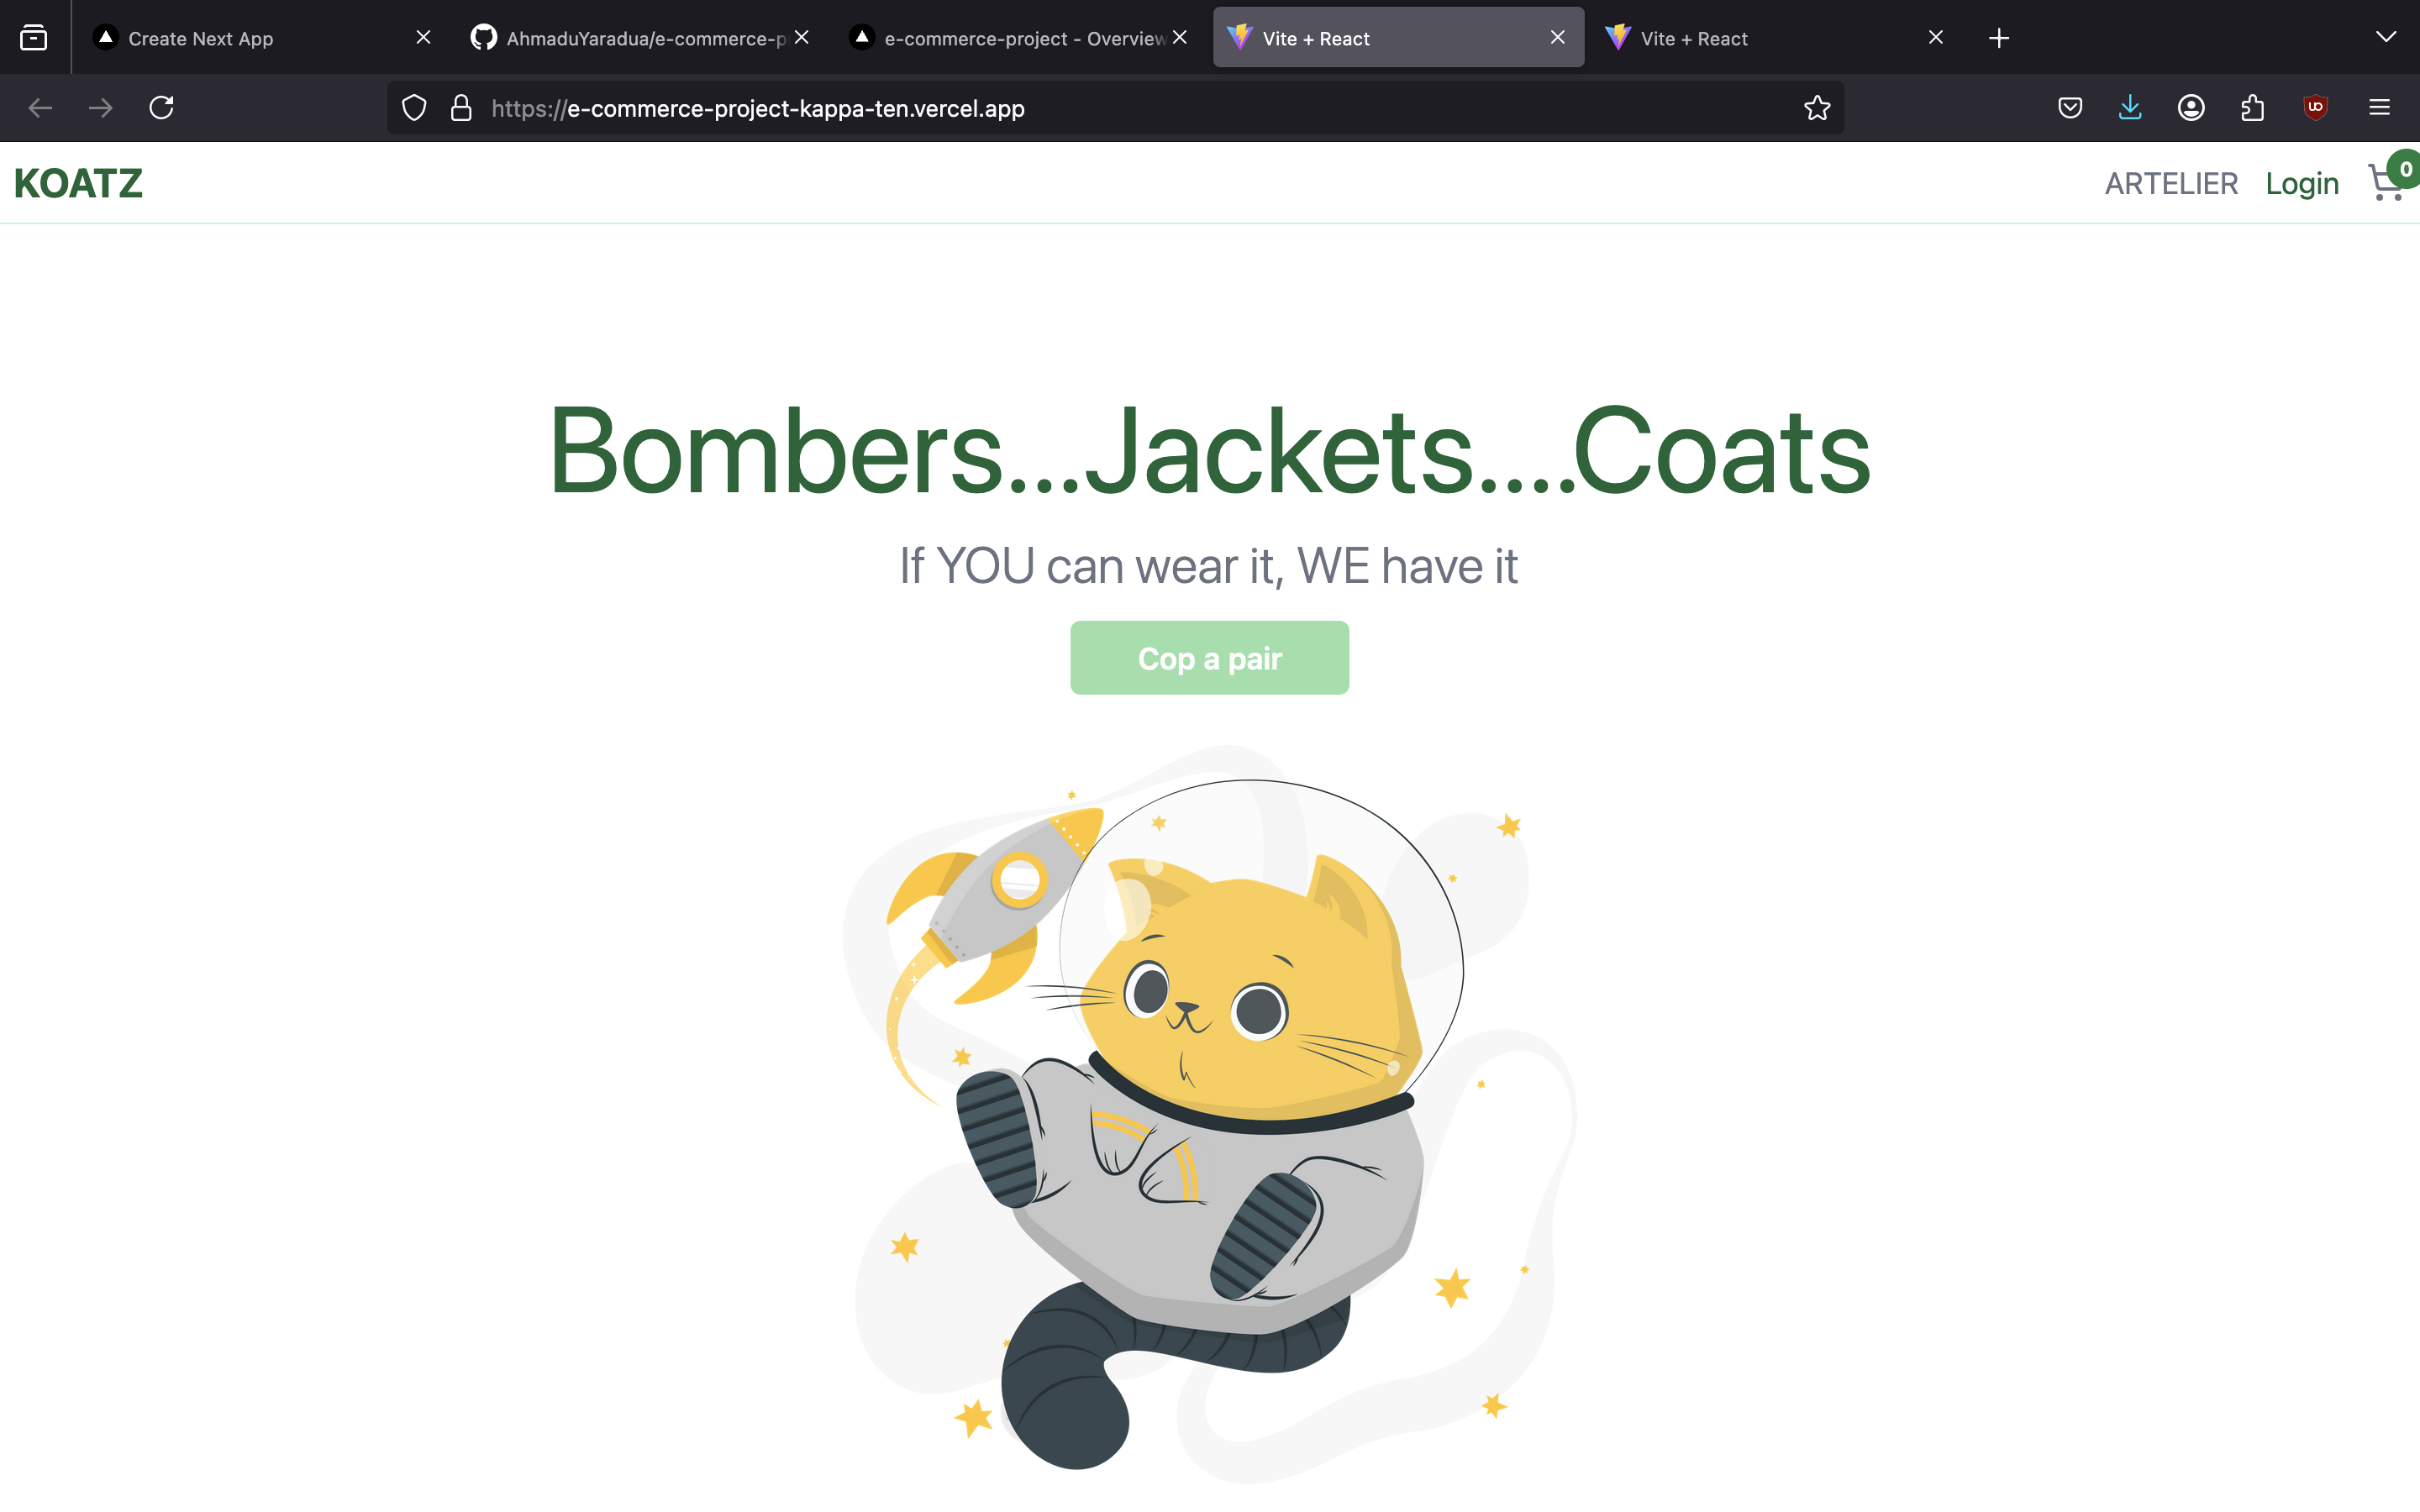 Create Next App
AhmaduYaradua/e-commerce-p
e-commerce-project - Overview
Vite + React
Vite + React
https://e-commerce-project-kappa-ten.vercel.app
KOATZ
ARTELIER
Login
0
Bombers...Jackets....Coats
If YOU can wear it, WE have it
Cop a pair